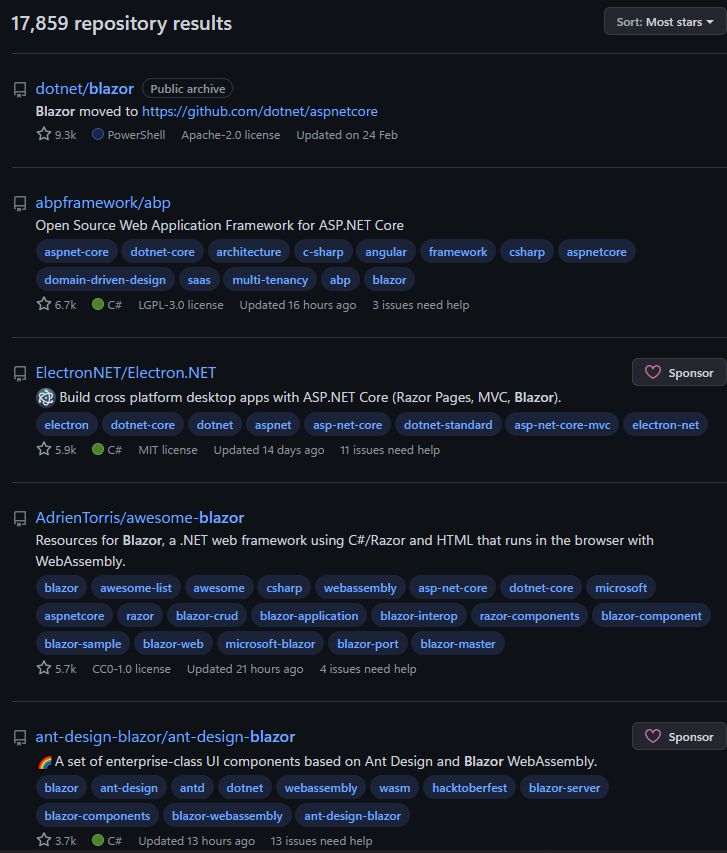 17,859 repository results
Sort: Most stars
dotnet/blazor Public archive
Blazor moved to https://github.com/dotnet/aspnetcore
9.3k PowerShell Apache-2.0 license Updated on 24 Feb
abpframework/abp
Open Source Web Application Framework for ASP.NET Core
aspnet-core dotnet-core architecture c-sharp angular framework csharp aspnetcore
domain-driven-design saas multi-tenancy abp blazor
6.7k C# LGPL-3.0 license Updated 16 hours ago 3 issues need help
ElectronNET/Electron.NET
Sponsor
Build cross platform desktop apps with ASP.NET Core (Razor Pages, MVC, Blazor).
electron dotnet-core dotnet aspnet asp-net-core dotnet-standard asp-net-core-mvc electron-net
5.9k C# MIT license Updated 14 days ago 11 issues need help
AdrienTorris/awesome-blazor
Resources for Blazor, a .NET web framework using C#/Razor and HTML that runs in the browser with
WebAssembly.
blazor awesome-list awesome csharp webassembly asp-net-core dotnet-core microsoft
aspnetcore razor blazor-crud blazor-application blazor-interop razor-components blazor-component
blazor-sample blazor-web microsoft-blazor blazor-port blazor-master
5.7k CC0-1.0 license Updated 21 hours ago 4 issues need help
ant-design-blazor/ant-design-blazor
Sponsor
🌈A set of enterprise-class UI components based on Ant Design and Blazor WebAssembly.
blazor ant-design antd dotnet webassembly wasm hacktoberfest blazor-server
blazor-components blazor-webassembly ant-design-blazor
3.7k C# Updated 13 hours ago 13 issues need help